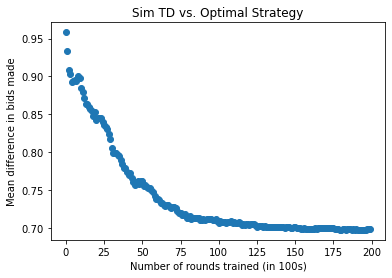 Sim TD vs. Optimal Strategy
Mean difference in bids made
0.95
0.90
0.85
0.80
0.75
0.70
0 25 50 75 100 125 150 175 200
Number of rounds trained (in 100s)